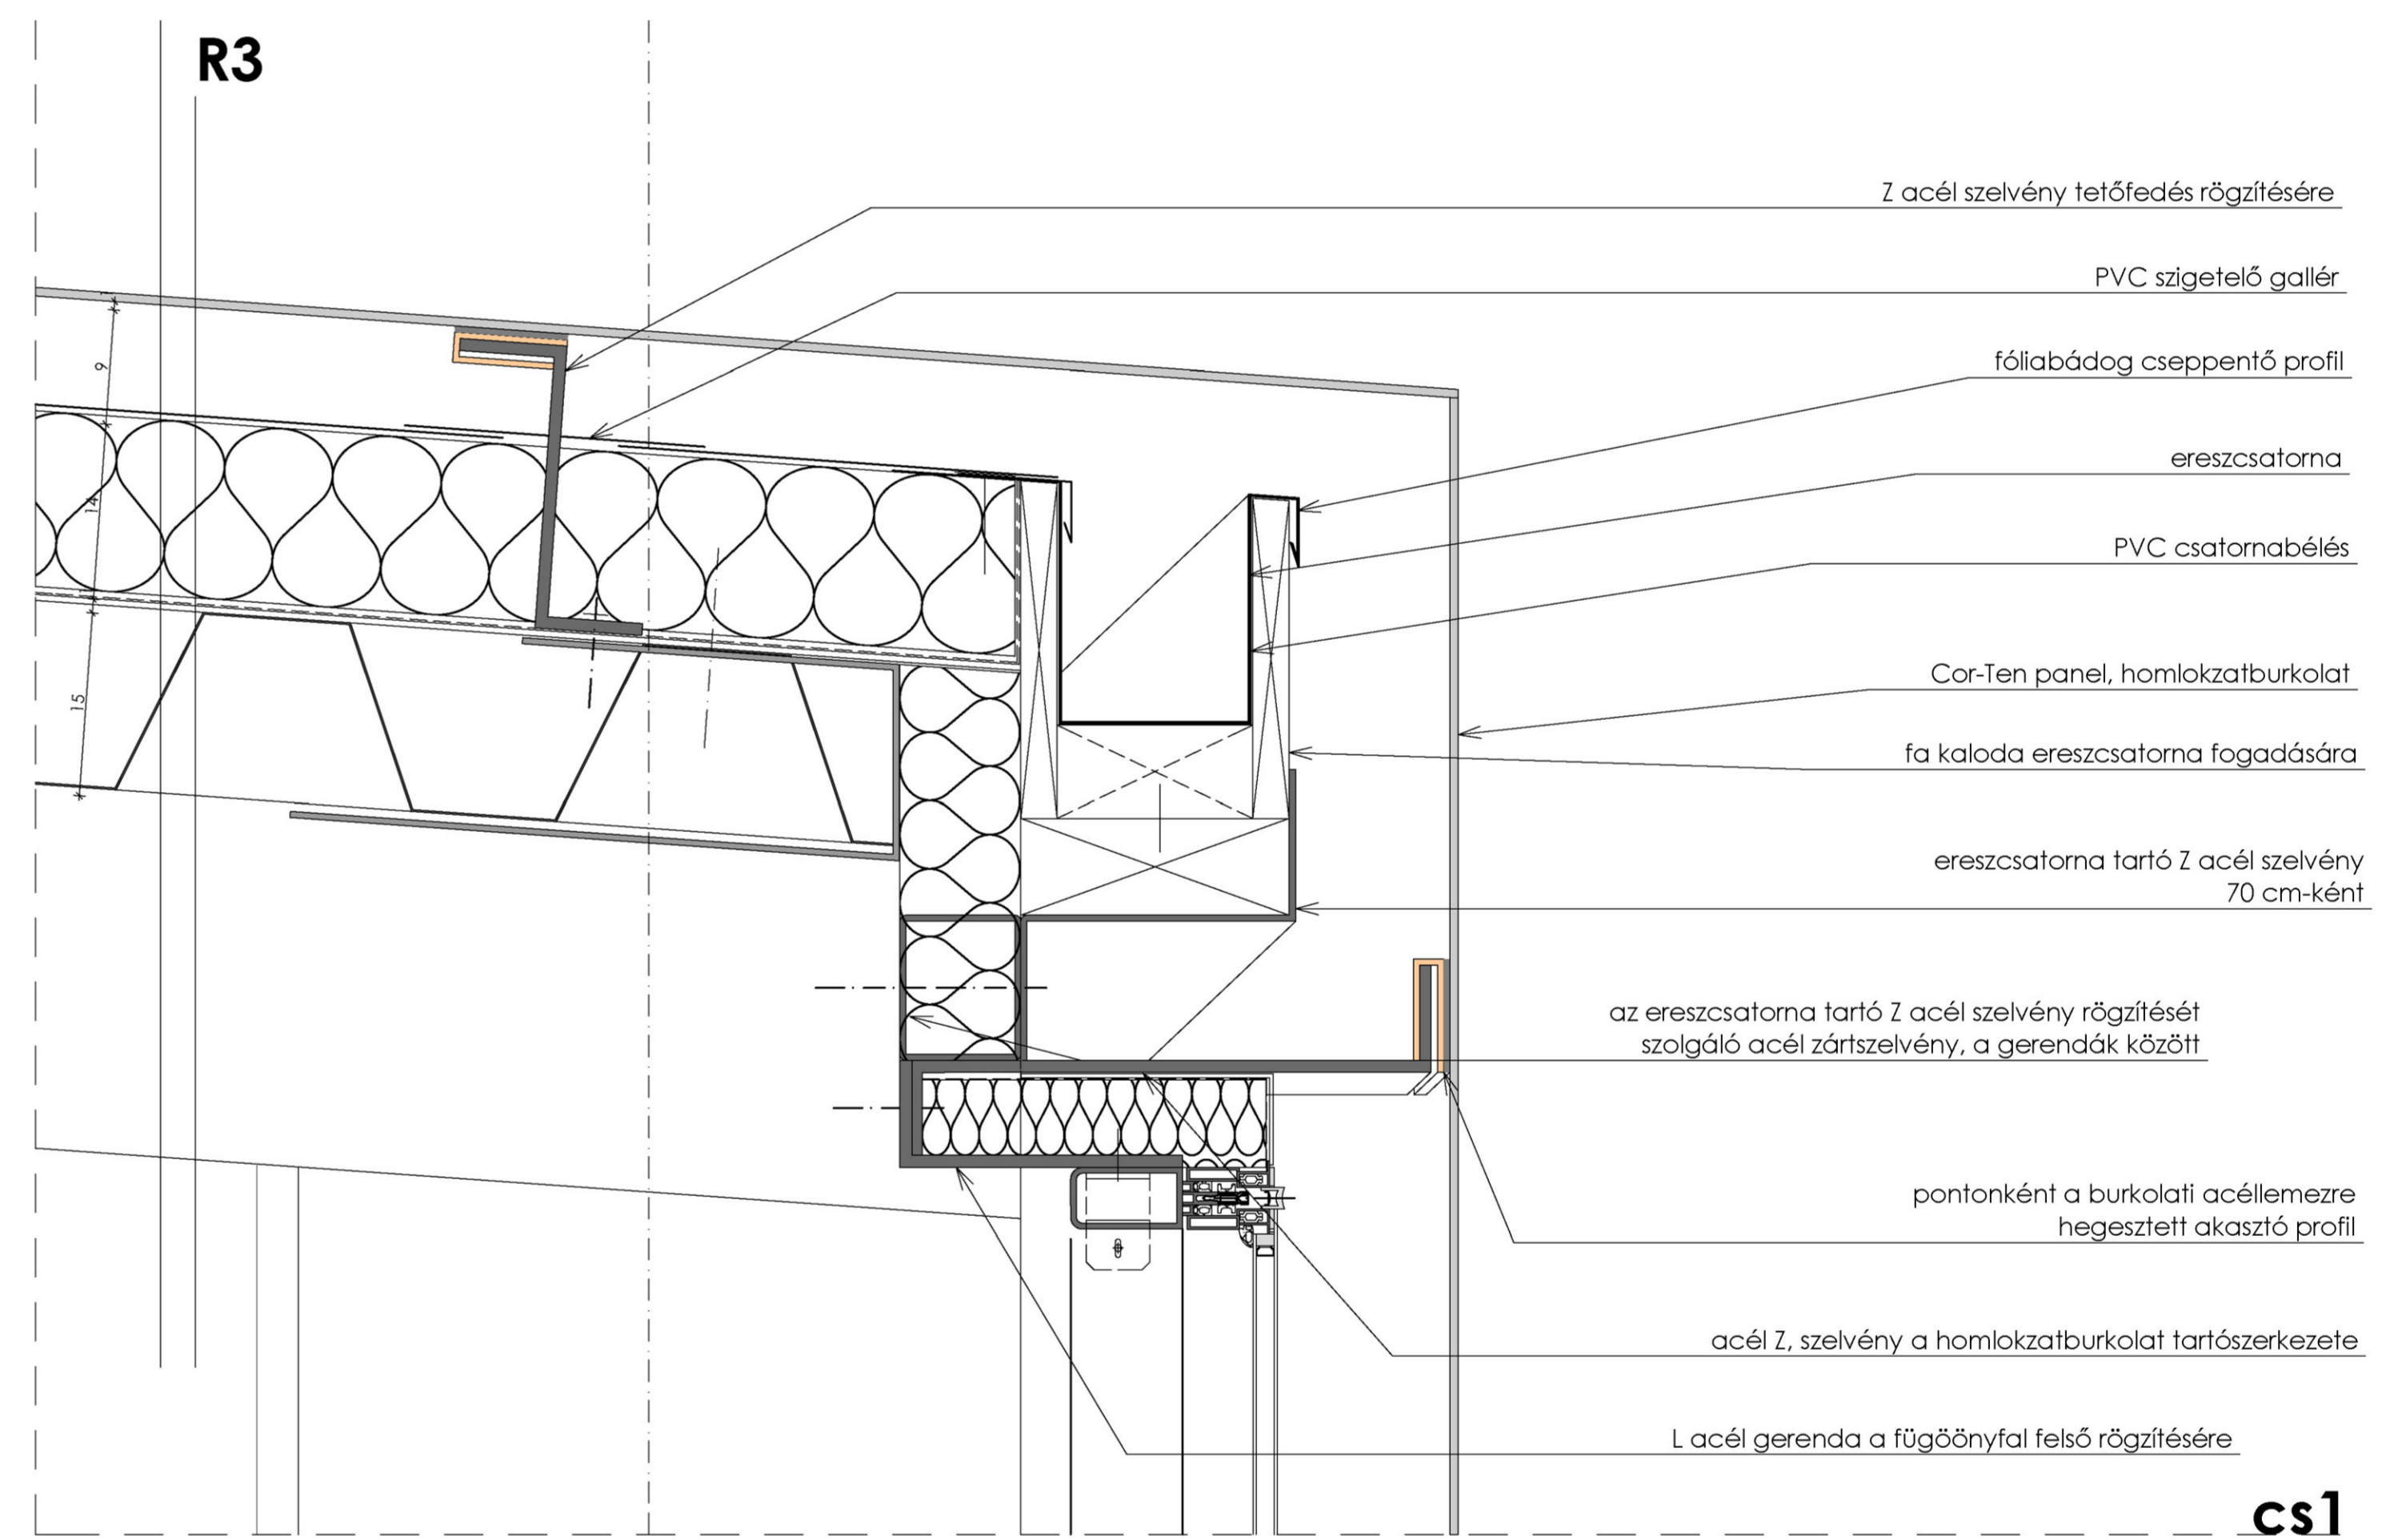 R3
Z acél szelvény tetőfedés rögzítésére
PVC szigetelő gallér
fóliabádog cseppentő profil
ereszcsatorna
PVC csatornabélés
Cor-Ten panel, homlokzatburkolat
fa kaloda ereszcsatorna fogadására
ereszcsatorna tartó Z acél szelvény
70 cm-ként
az ereszcsatorna tartó Z acél szelvény rögzítését
szolgáló acél zártszelvény, a gerendák között
pontonként a burkolati acéllemezre
hegesztett akasztó profil
acél Z, szelvény a homlokzatburkolat tartószerkezete
L acél gerenda a fügöönyfal felső rögzítésére
cs1
1
9
14
15